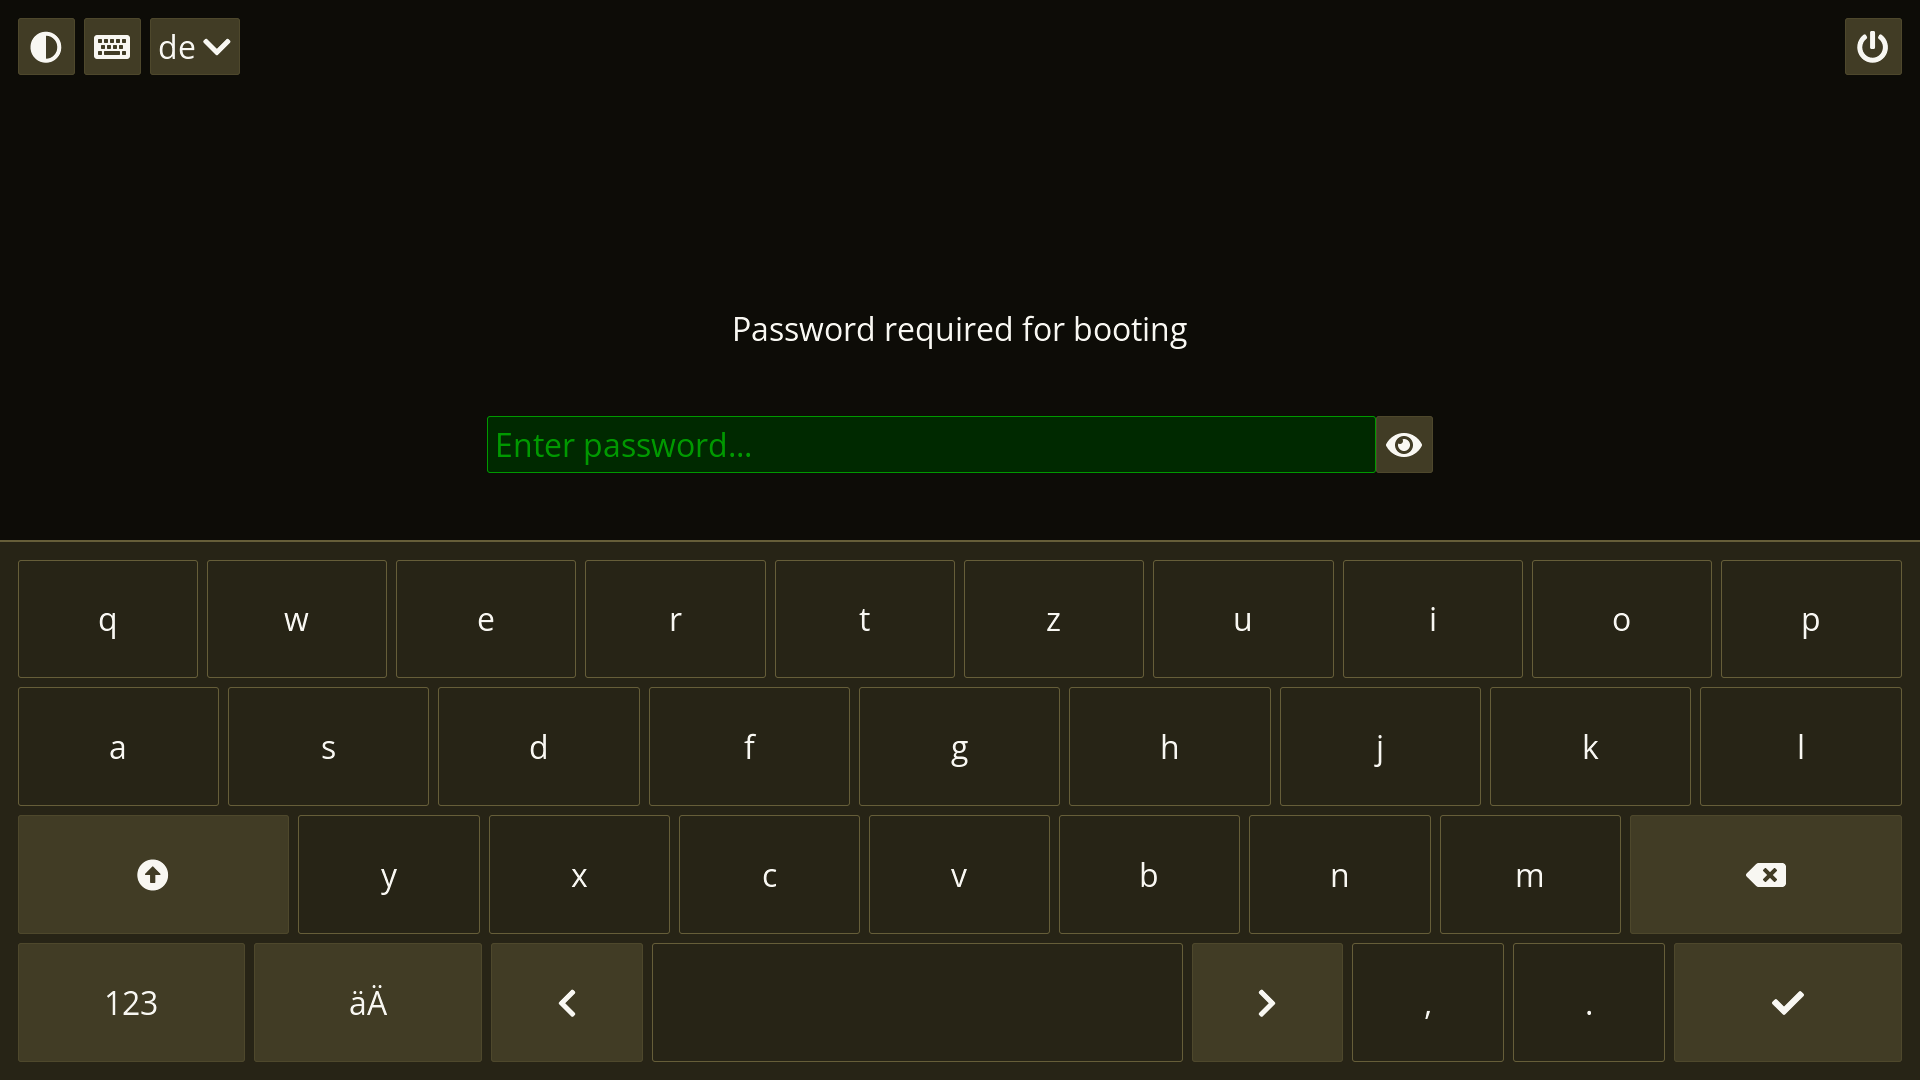 de
Password required for booting
Enter password...
q w e r t z u i o p
a s d f g h j k l
y x c v b n m
123 äÄ , .